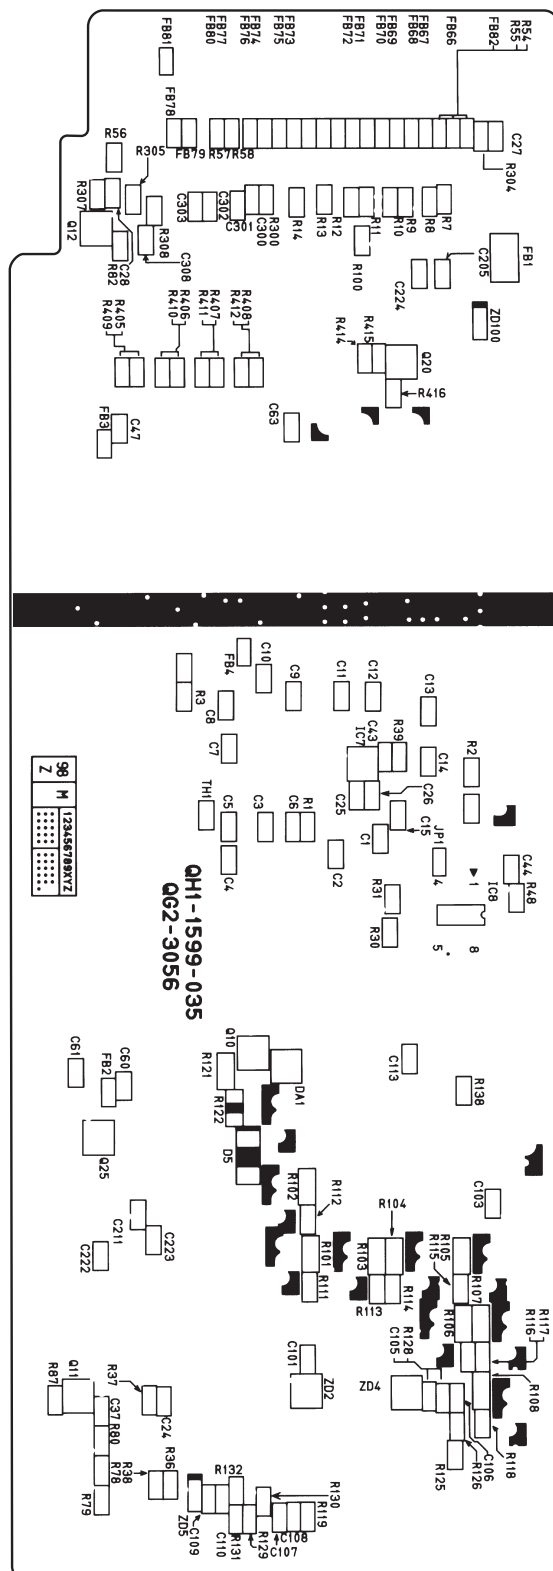 R54
R55
FB82
FB66
FB67
FB68
FB69
FB70
FB71
FB72
FB73
FB75
FB74
FB76
FB77
FB80
FB81
FB78
C27
R304
R58
R57
FB79
R56
R305
R307
Q12
R82
C28
R308
C308
C303
C302
C301
R300
C300
R14
R13
R12
R11
R10
R9
R8
R7
R100
C224
C205
FB1
ZD100
R405
R409
R406
R410
R407
R411
R408
R412
R414
R415
Q20
R416
FB3
C47
C63
FB4
C10
C9
C11
C12
C13
R3
C8
C7
C43
IC7
R39
C14
R2
C25
C26
TH1
C5
C3
C6
R1
C15
C1
JP1
C44
C4
C2
4
1
IC8
R48
R31
R30
5
8
98 M 123456789XYZ
Z
QH1-1599-035
QG2-3056
Q10
R121
DA1
C113
R138
C61
FB2
C60
R122
D5
Q25
R102
R112
C103
C211
C223
C222
R101
R111
R103
R104
R113
R114
R105
R115
R107
R106
R117
R116
R108
R118
C101
ZD2
R128
C105
ZD4
C106
R126
R125
R87
Q11
R37
C24
C37
R80
R78
R38
R36
R79
R132
ZD5
C109
C110
R131
R129
R130
C107
C108
R119